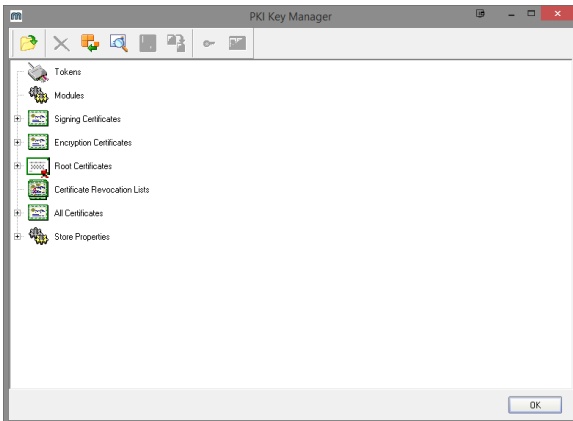 m
PKI Key Manager
Tokens
Modules
Signing Certificates
Encryption Certificates
Root Certificates
Certificate Revocation Lists
All Certificates
Store Properties
OK